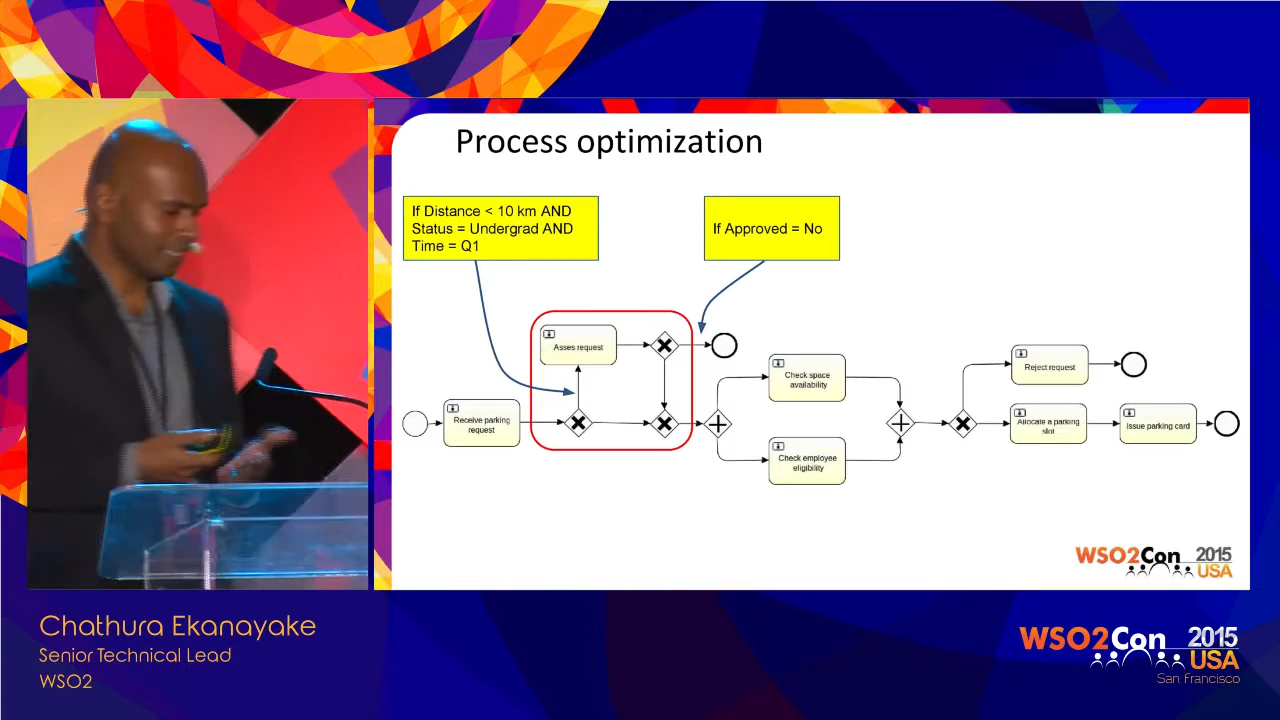 Process optimization
If Distance < 10 km AND
Status = Undergrad AND
Time = Q1
If Approved = No
Asses request
Receive parking
request
Check space
availability
Check employee
eligibility
Reject request
Allocate a parking
slot
Issue parking card
WSO2Con 2015
USA
Chathura Ekanayake
Senior Technical Lead
WSO2
WSO2Con 2015
USA
San Francisco